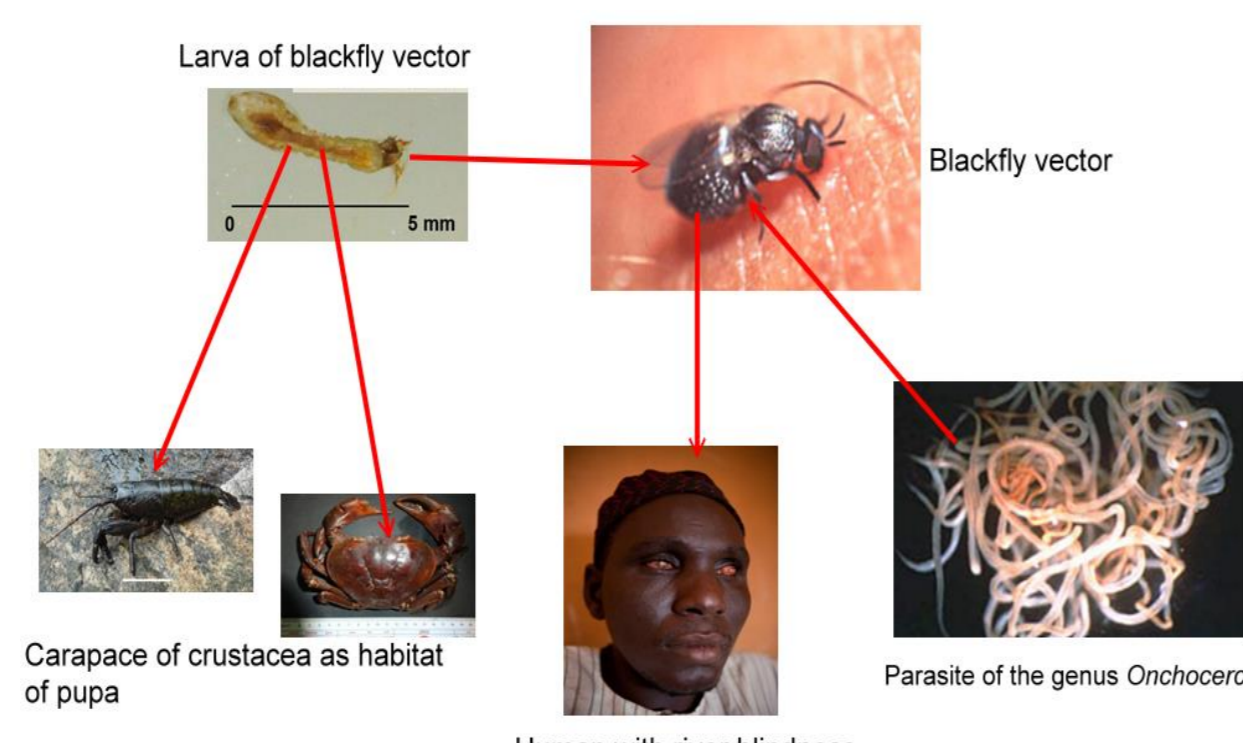 Larva of blackfly vector
0 5 mm
Blackfly vector
Carapace of crustacea as habitat
of pupa
Parasite of the genus Onchocerc
Human with river blindness